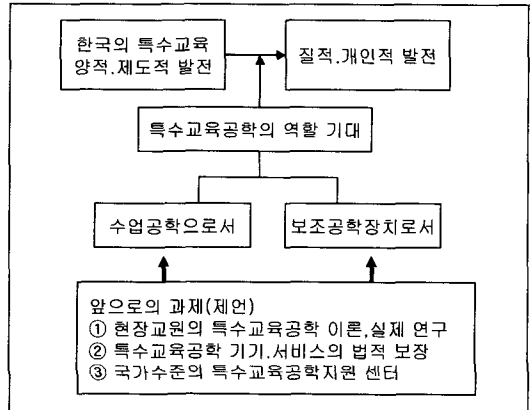 한국의 특수교육
양적.제도적 발전
질적.개인적 발전
특수교육공학의 역할 기대
수업공학으로서
보조공학장치로서
앞으로의 과제(제언)
① 현장교원의 특수교육공학 이론,실제 연구
② 특수교육공학 기기,서비스의 법적 보장
③ 국가수준의 특수교육공학지원 센터